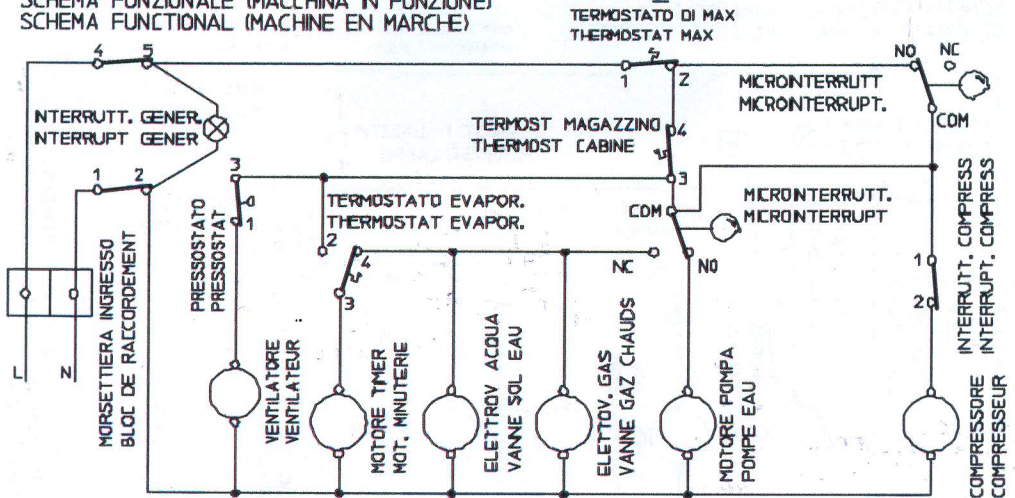 SCHEMA FUNZIONALE (MACCHINA IN FUNZIONE)
SCHEMA FUNCTIONAL (MACHINE EN MARCHE)
TERMOSTATO DI MAX
THERMOSTAT MAX
4 5
1 2
NO NC
MICROINTERRUTT
MICROINTERRUPT.
COM
INTERRUTT. GENER.
INTERRUPT GENER
TERMOST MAGAZZINO
THERMOST CABINE
4
3
1 2
3
1
PRESSOSTATO
PRESSOSTAT
TERMOSTATO EVAPOR.
THERMOSTAT EVAPOR.
2
4
3
COM
NC
NO
MICROINTERRUTT.
MICROINTERRUPT
1
2
INTERRUTT. COMPRESS
INTERRUPT. COMPRESS
L N
MORSETTIERA INGRESSO
BLOC DE RACCORDEMENT
VENTILATORE
VENTILATEUR
MOTORE TIMER
MOT. MINUTERIE
ELETTROV ACQUA
VANNE SOL EAU
ELETTOV. GAS
VANNE GAZ CHAUDS
MOTORE POMPA
POMPE EAU
COMPRESSORE
COMPRESSEUR